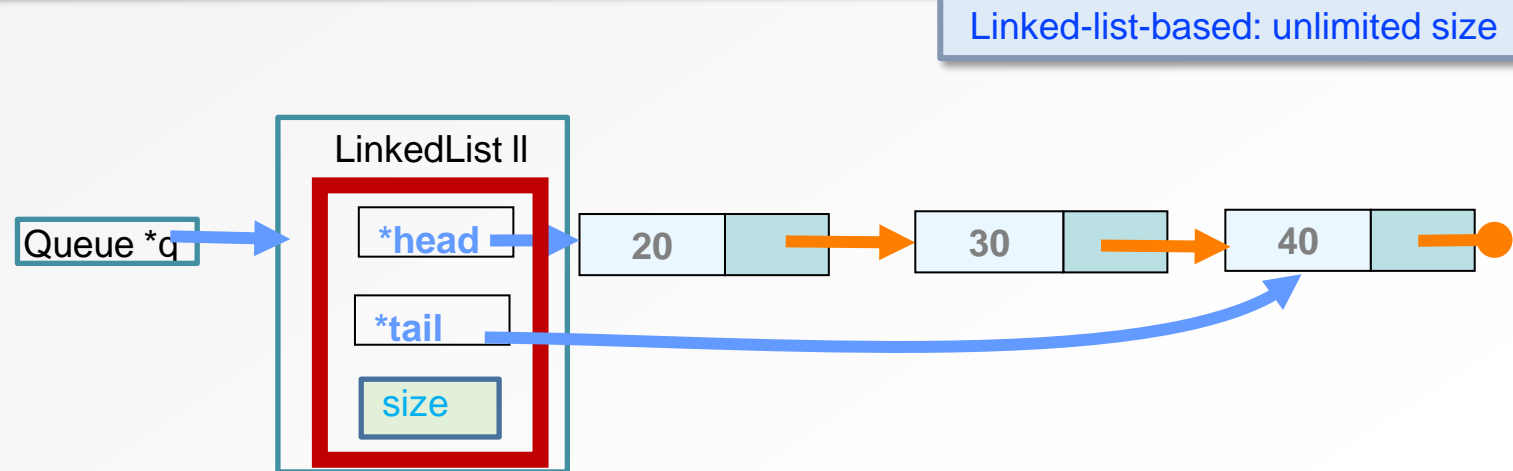 Linked-list-based: unlimited size
LinkedList ll
Queue *q
*head
20
30
40
*tail
size